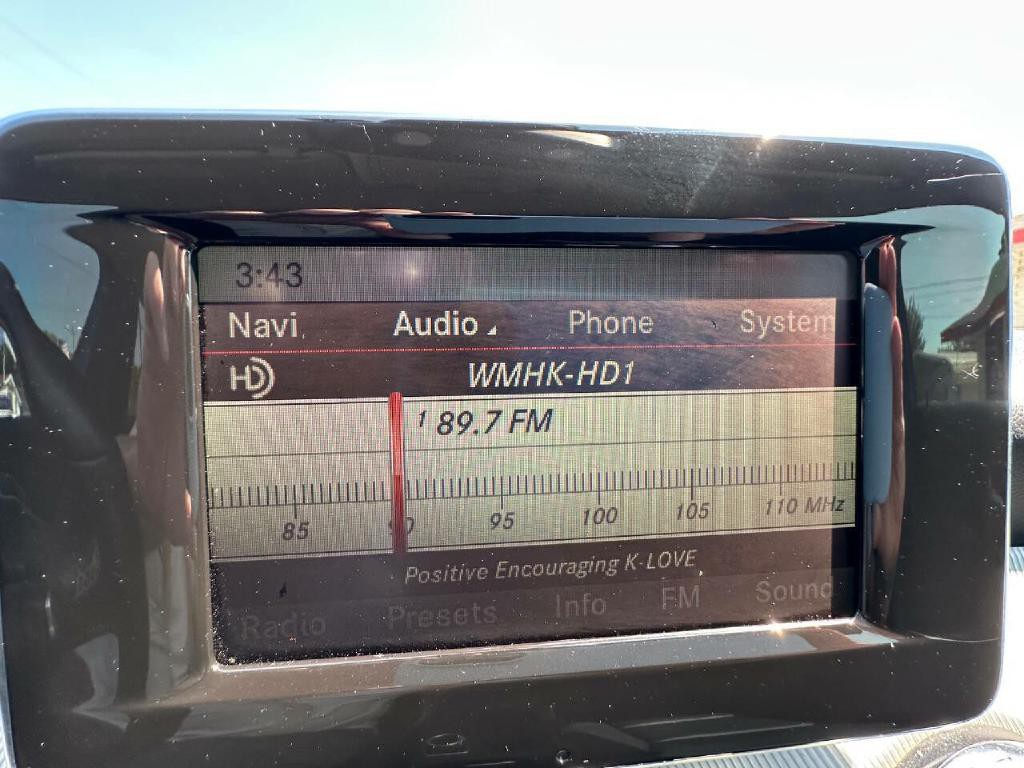 3:43
Navi Audio Phone System
HD WMHK-HD1
1 89.7 FM
85 90 95 100 105 110 MHz
Positive Encouraging K-LOVE
Radio Presets Info FM Sound